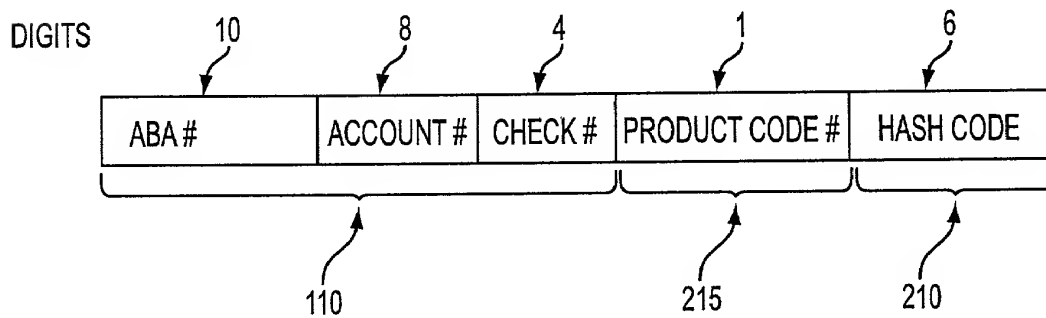 DIGITS 10 8 4 1 6
ABA # ACCOUNT # CHECK # PRODUCT CODE # HASH CODE
110 215 210